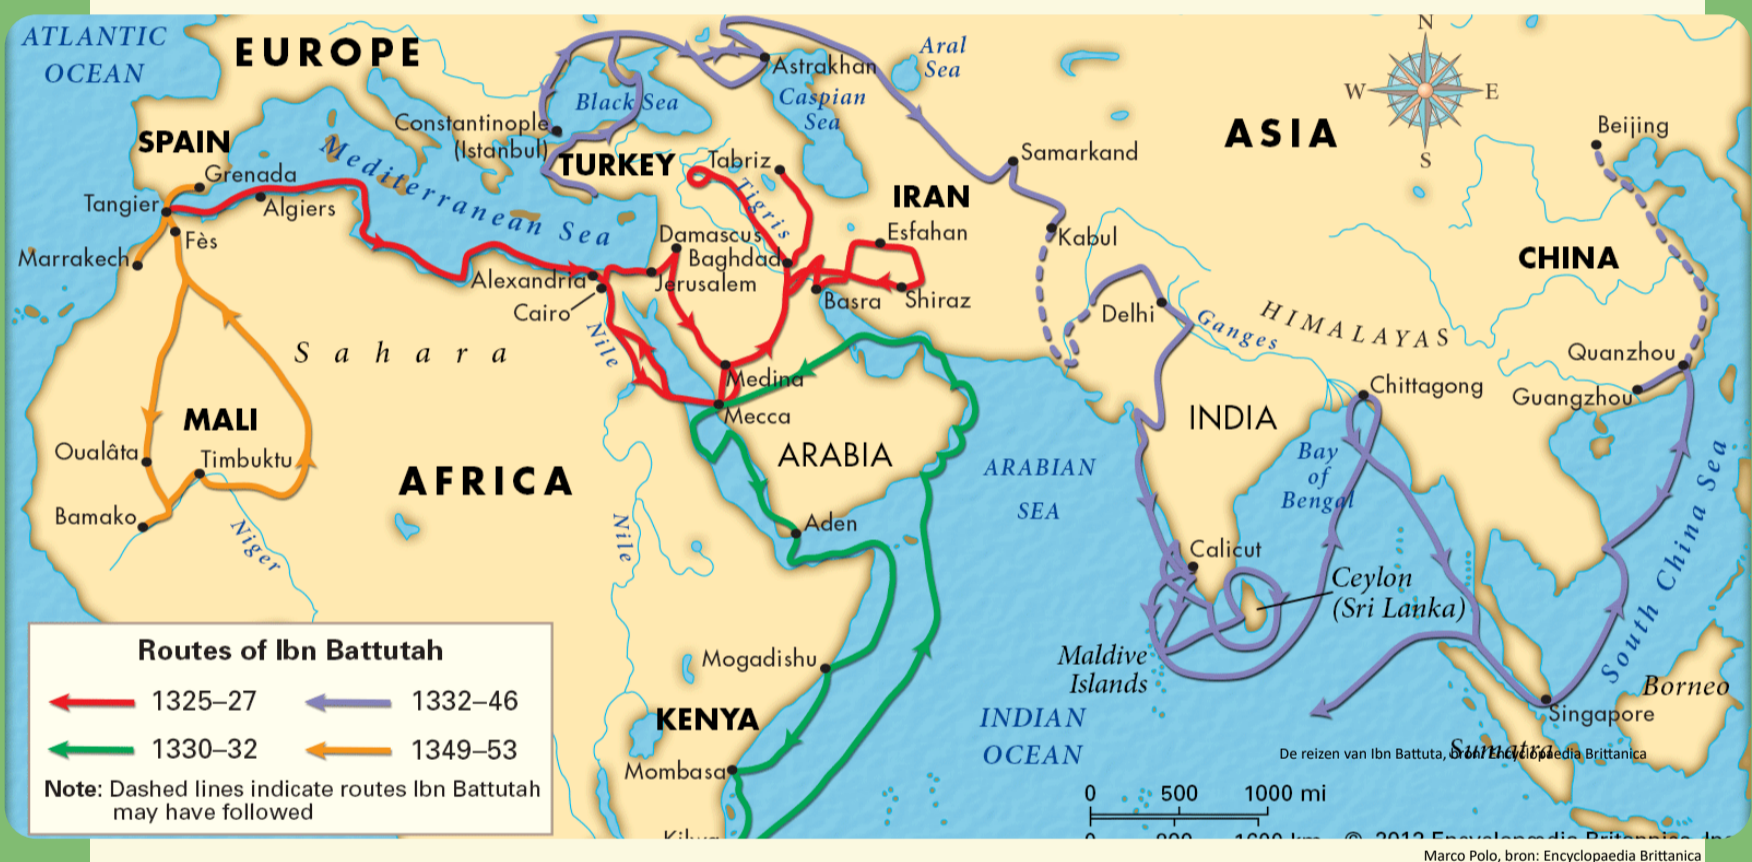 ATLANTIC
OCEAN
EUROPE
Aral
Sea
N
W
E
S
Astrakhan
Caspian
Sea
Black Sea
Constantinople
(Istanbul)
ASIA
Beijing
SPAIN
Mediterranean Sea
TURKEY
Tabriz
Samarkand
Grenada
Tangier
Algiers
Tigris
IRAN
Fès
Marrakech
Damascus
Baghdad
Esfahan
Kabul
CHINA
Alexandria
Jerusalem
Cairo
Basra
Shiraz
Delhi
Ganges
HIMALAYAS
Nile
Sahara
Quanzhou
Medina
Chittagong
Guangzhou
Mecca
MALI
INDIA
Oualâta
Timbuktu
ARABIA
ARABIAN
SEA
Bay
of
Bengal
AFRICA
Bamako
Niger
Nile
Aden
Calicut
Ceylon
(Sri Lanka)
South China Sea
Maldive
Islands
Mogadishu
KENYA
Mombasa
INDIAN
OCEAN
Borneo
Singapore
Sumatra
Routes of Ibn Battutah
1325–27
1332–46
1330–32
1349–53
Note: Dashed lines indicate routes Ibn Battutah
may have followed
De reizen van Ibn Battuta, bron: Encyclopaedia Brittanica
0 500 1000 mi
Marco Polo, bron: Encyclopaedia Brittanica